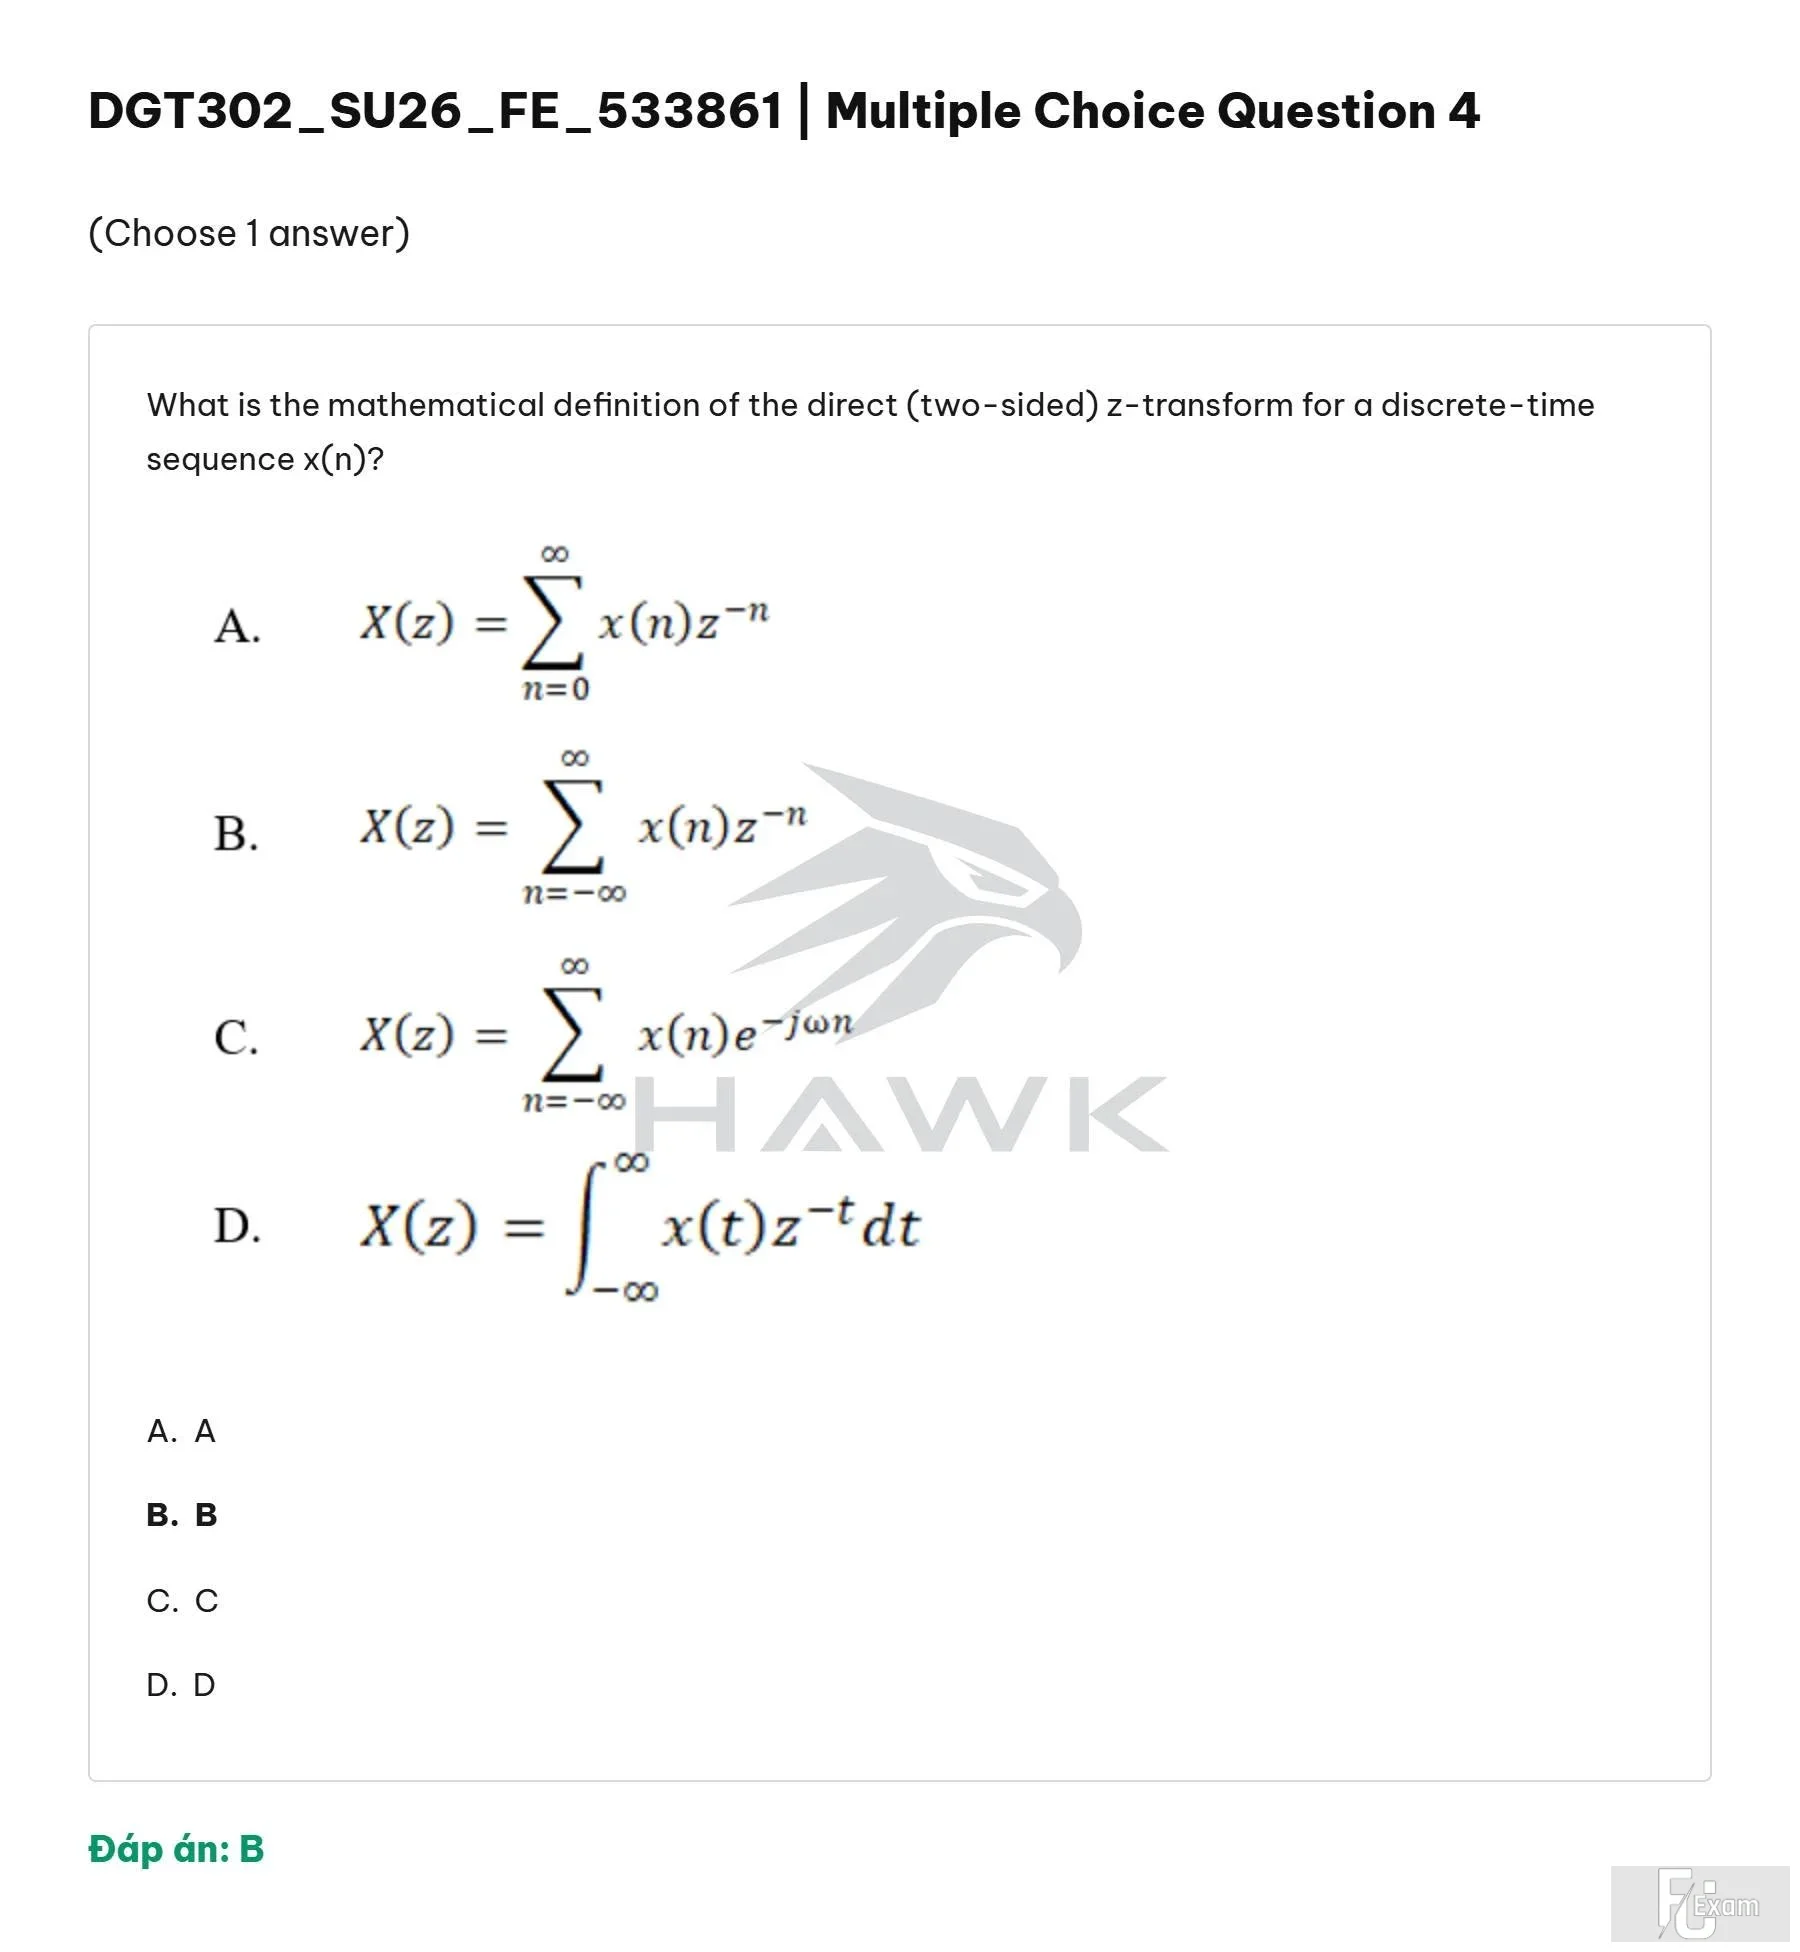 DGT302_SU26_FE_533861 | Multiple Choice Question 4
(Choose 1 answer)
What is the mathematical definition of the direct (two-sided) z-transform for a discrete-time
sequence x(n)?
A. X(z) = ∑_{n=0}^{∞} x(n)z^{−n}
B. X(z) = ∑_{n=−∞}^{∞} x(n)z^{−n}
C. X(z) = ∑_{n=−∞}^{∞} x(n)e^{−jωn}
HAWK
D. X(z) = ∫_{−∞}^{∞} x(t)z^{−t}dt
A. A
B. B
C. C
D. D
Đáp án: B
Exam